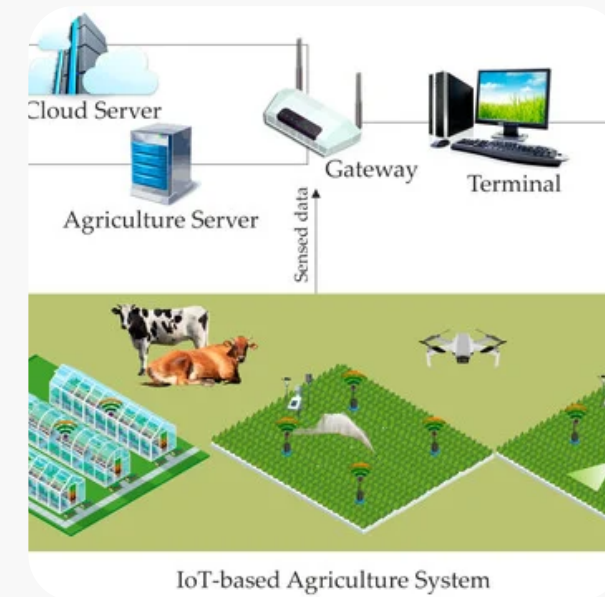 Cloud Server
Gateway
Terminal
Agriculture Server
Sensed data
IoT-based Agriculture System